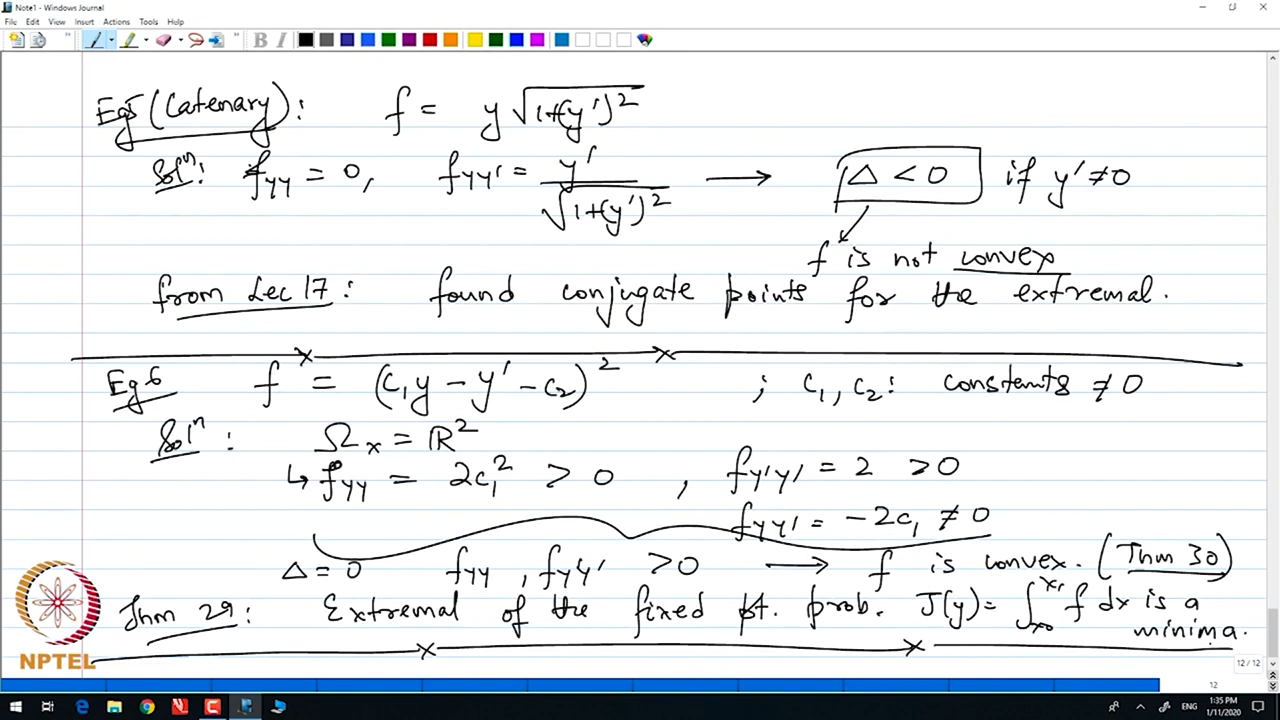 Note1 - Windows Journal
File Edit View Insert Actions Tools Help
Eg5 (Catenary): f = y √(1+(y')²)
Solⁿ: f_yy = 0, f_yy' = y' / √(1+(y')²) → Δ < 0 if y' ≠ 0
f is not convex
from Lec 17: found conjugate points for the extremal.
Eg 6 f = (c₁y - y' - c₂)² ; c₁, c₂: constants ≠ 0
Solⁿ: Ω_x = ℝ²
↳ f_yy = 2c₁² > 0, f_y'y' = 2 > 0
f_yy' = -2c₁ ≠ 0
Δ = 0 f_yy, f_y'y' > 0 → f is convex. (Thm 30)
Thm 29: Extremal of the fixed pt. prob. J(y) = ∫_x₀^x₁ f dx is a
minima.
NPTEL
12 / 12
12
ENG
1:35 PM
1/11/2020